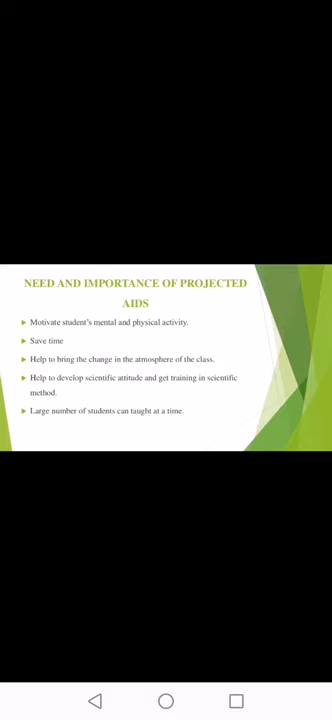 NEED AND IMPORTANCE OF PROJECTED
AIDS
Motivate student's mental and physical activity.
Save time
Help to bring the change in the atmosphere of the class.
Help to develop scientific attitude and get training in scientific
method.
Large number of students can taught at a time.